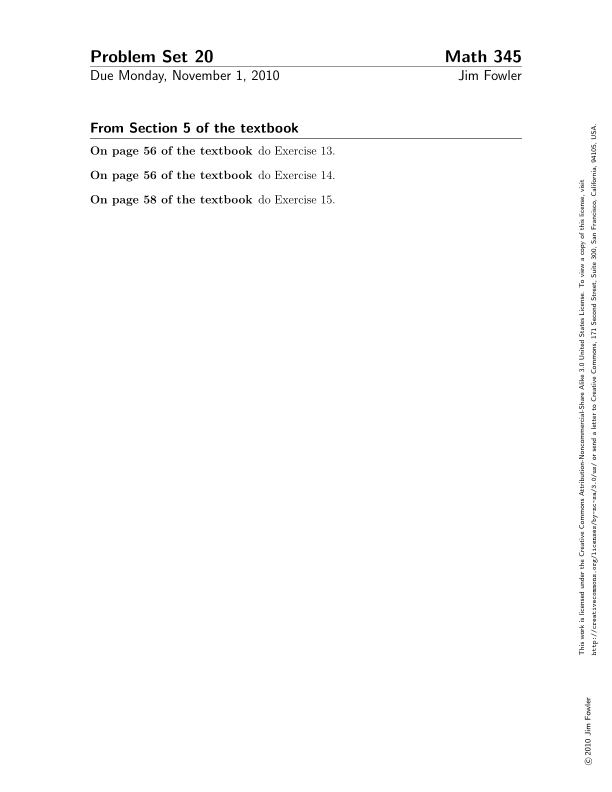 Problem Set 20 Math 345
Due Monday, November 1, 2010 Jim Fowler
From Section 5 of the textbook
On page 56 of the textbook do Exercise 13.
On page 56 of the textbook do Exercise 14.
On page 58 of the textbook do Exercise 15.
© 2010 Jim Fowler
This work is licensed under the Creative Commons Attribution-Noncommercial-Share Alike 3.0 United States License. To view a copy of this license, visit
http://creativecommons.org/licenses/by-nc-sa/3.0/us/ or send a letter to Creative Commons, 171 Second Street, Suite 300, San Francisco, California, 94105, USA.